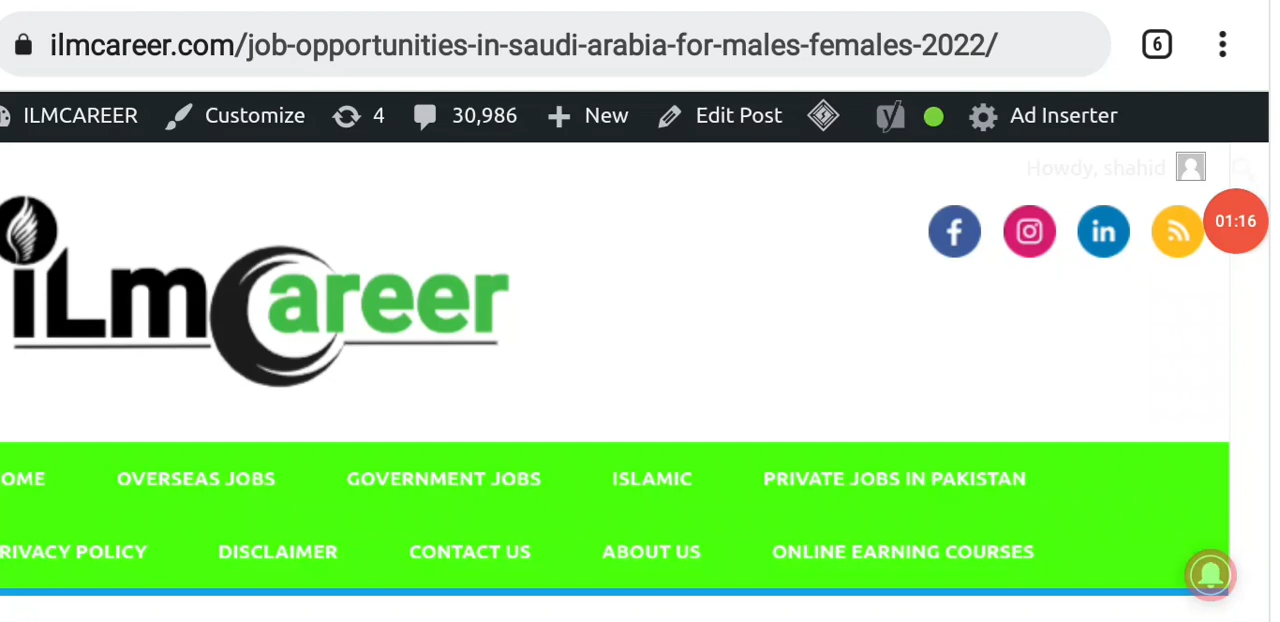 ilmcareer.com/job-opportunities-in-saudi-arabia-for-males-females-2022/ 6
ILMCAREER Customize 4 30,986 New Edit Post Ad Inserter
Howdy, shahid
01:16
iLmCareer
OME OVERSEAS JOBS GOVERNMENT JOBS ISLAMIC PRIVATE JOBS IN PAKISTAN
RIVACY POLICY DISCLAIMER CONTACT US ABOUT US ONLINE EARNING COURSES